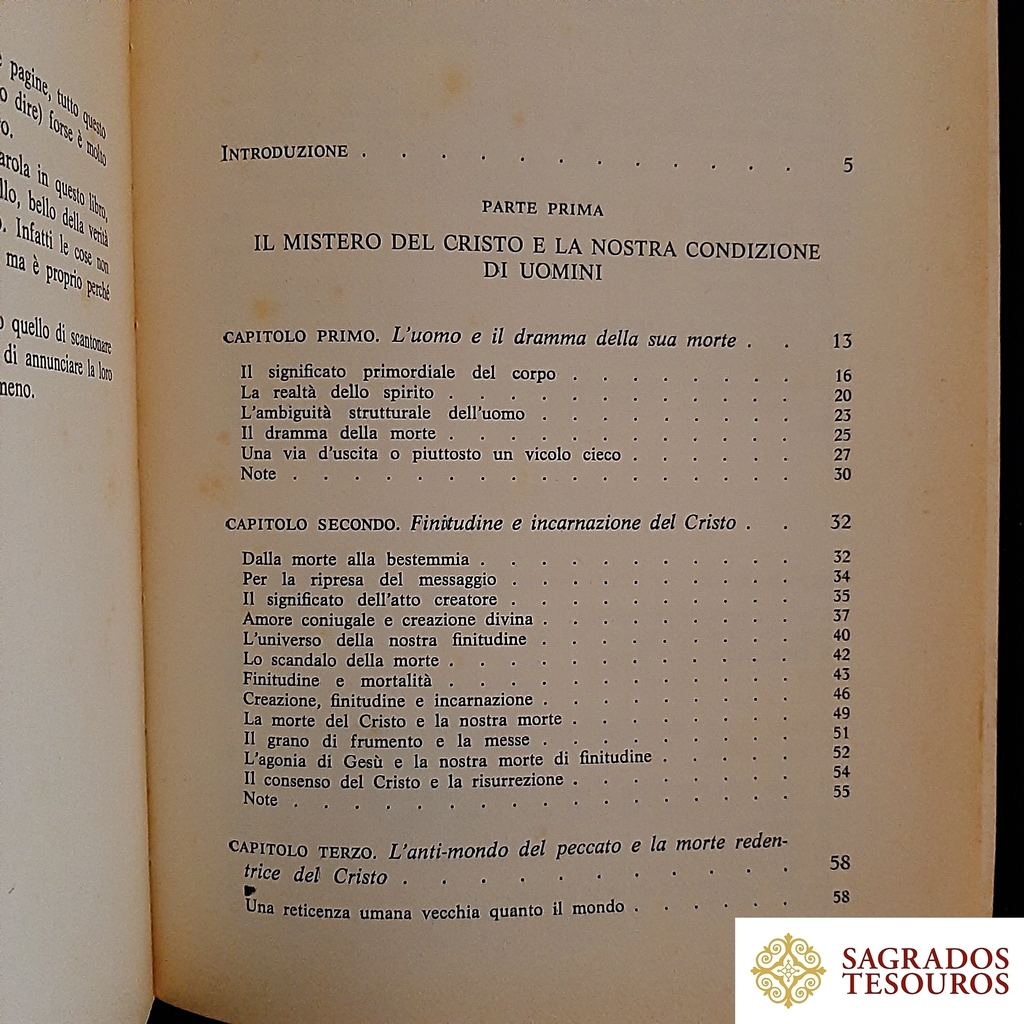 pagine, tutto questo
dire) forse è molto
in questo libro,
bello della verità
Infatti le cose non
ma è proprio perché
quello di scantonare
di annunciare la loro
INTRODUZIONE . . . . . . . . . . . . 5
PARTE PRIMA
IL MISTERO DEL CRISTO E LA NOSTRA CONDIZIONE
DI UOMINI
CAPITOLO PRIMO. L'uomo e il dramma della sua morte . . 13
Il significato primordiale del corpo . . . . . . . . 16
La realtà dello spirito . . . . . . . . . . . . 20
L'ambiguità strutturale dell'uomo . . . . . . . . . 23
Il dramma della morte . . . . . . . . . . . . 25
Una via d'uscita o piuttosto un vicolo cieco . . . . . . 27
Note . . . . . . . . . . . . . . . . . 30
CAPITOLO SECONDO. Finitudine e incarnazione del Cristo . . 32
Dalla morte alla bestemmia . . . . . . . . . . . 32
Per la ripresa del messaggio . . . . . . . . . . 34
Il significato dell'atto creatore . . . . . . . . . . 35
Amore coniugale e creazione divina . . . . . . . . . 37
L'universo della nostra finitudine . . . . . . . . . 40
Lo scandalo della morte . . . . . . . . . . . . 42
Finitudine e mortalità . . . . . . . . . . . . 43
Creazione, finitudine e incarnazione . . . . . . . . . 46
La morte del Cristo e la nostra morte . . . . . . . . 49
Il grano di frumento e la messe . . . . . . . . . 51
L'agonia di Gesù e la nostra morte di finitudine . . . . . 52
Il consenso del Cristo e la risurrezione . . . . . . . . 54
Note . . . . . . . . . . . . . . . . . 55
CAPITOLO TERZO. L'anti-mondo del peccato e la morte reden-
trice del Cristo . . . . . . . . . . . 58
Una reticenza umana vecchia quanto il mondo . . . . . . 58
SAGRADOS
TESOUROS